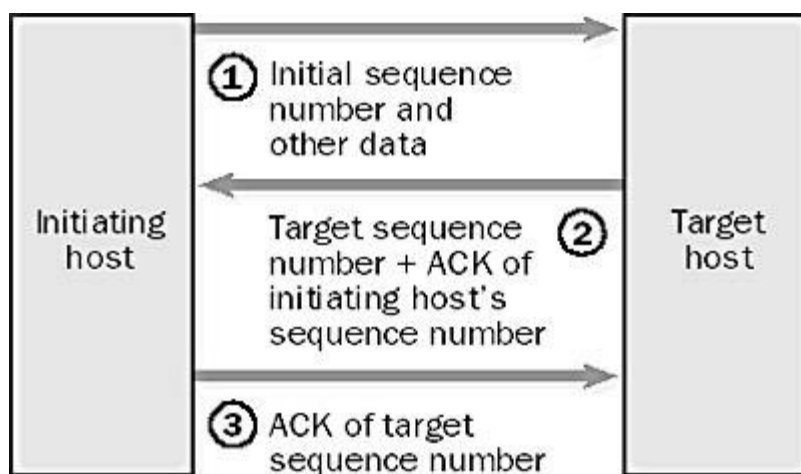 1 Initial sequence
number and
other data
Initiating
host
Target sequence
number + ACK of
initiating host's
sequence number
2
Target
host
3 ACK of target
sequence number